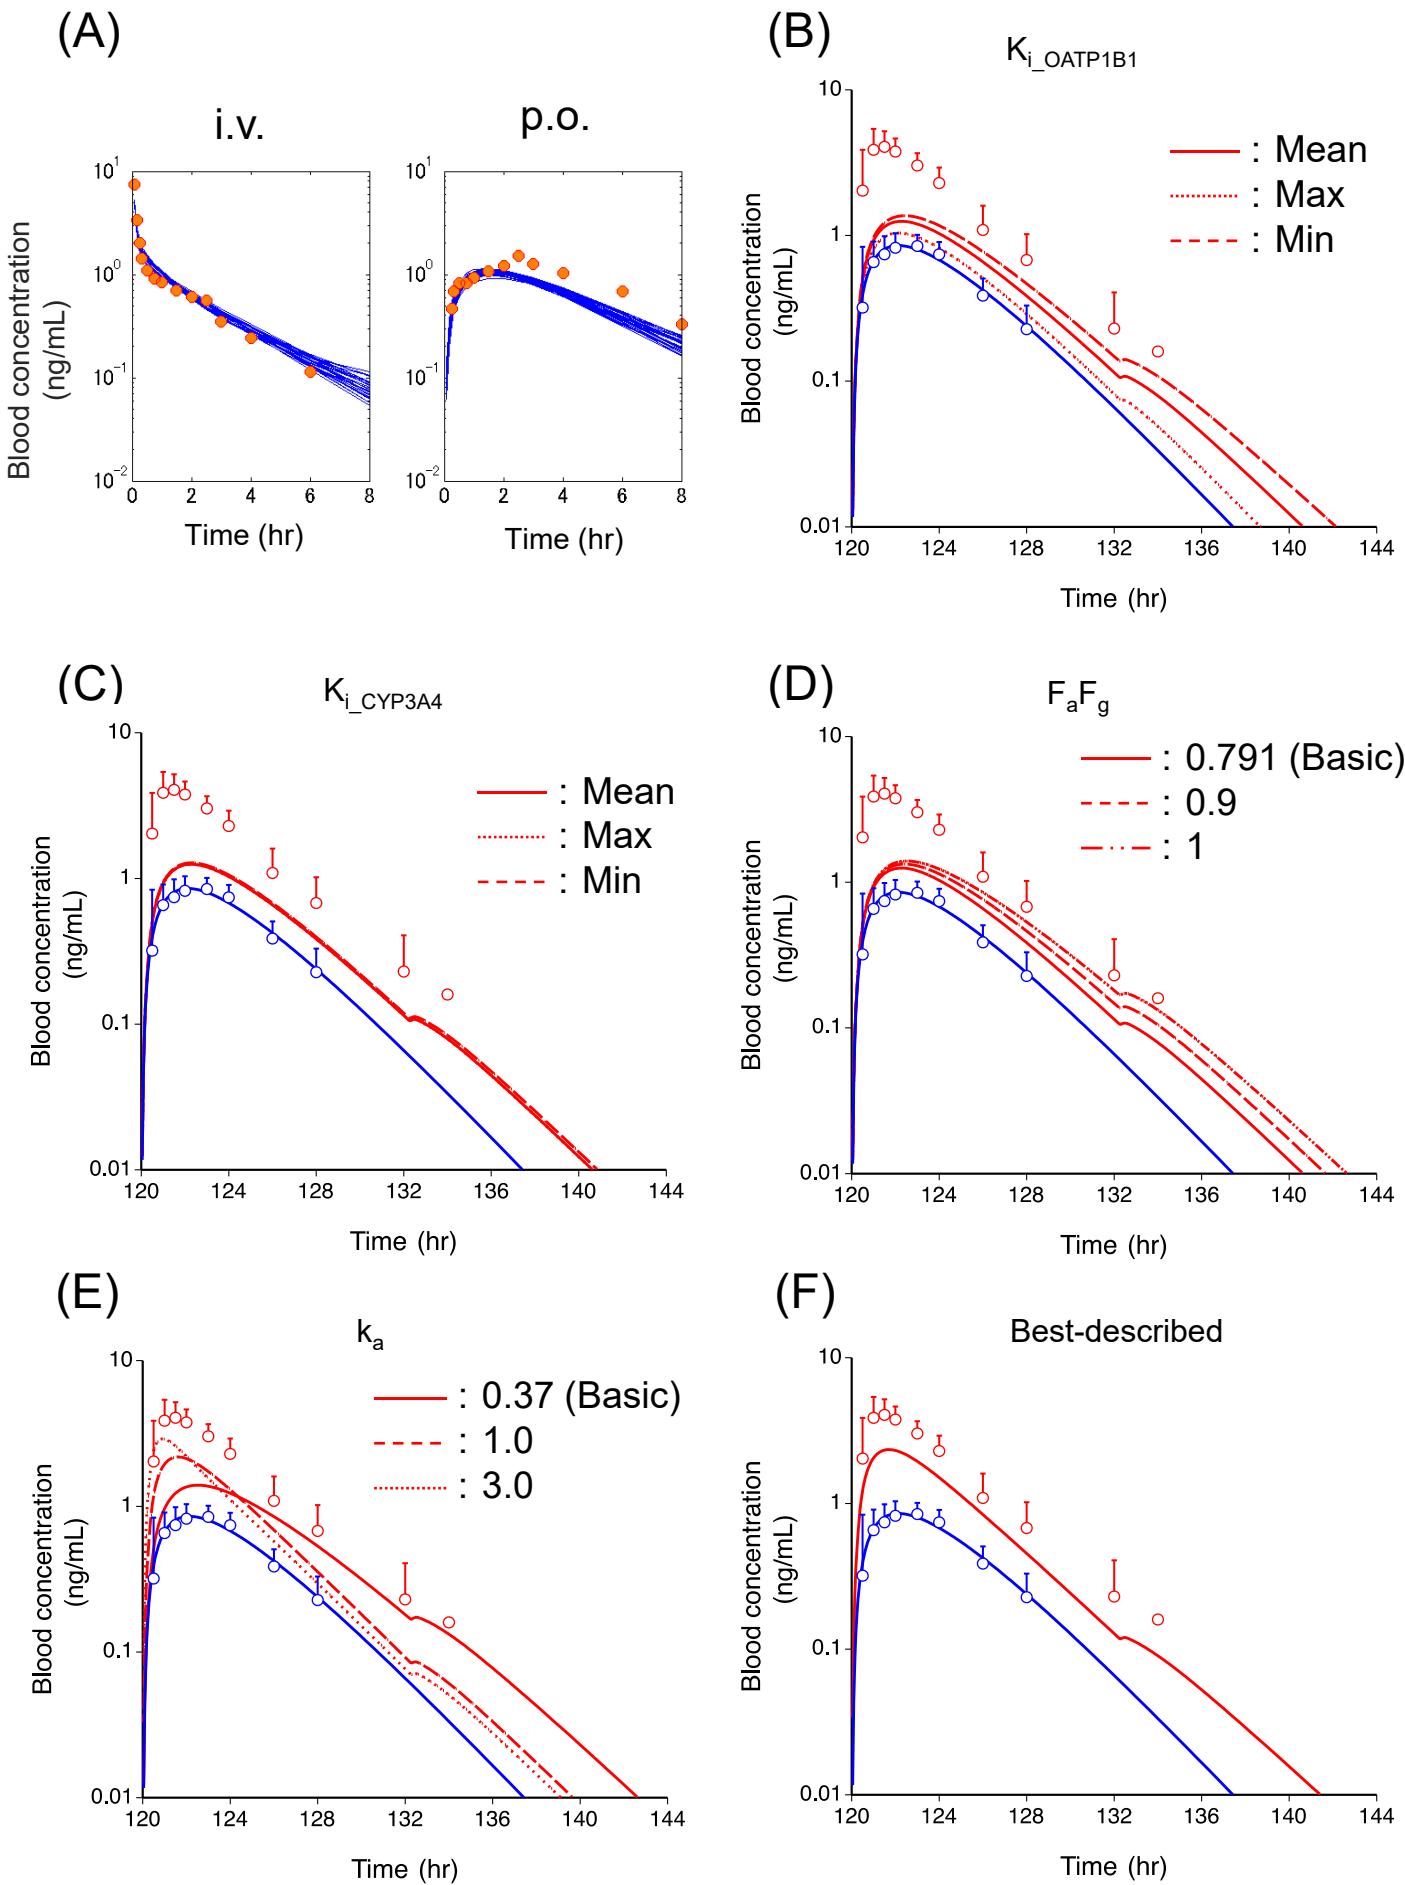 (A)
i.v.
p.o.
Blood concentration
(ng/mL)
10^1
10^0
10^-1
10^-2
0 2 4 6 8
Time (hr)
10^1
10^0
10^-1
10^-2
0 2 4 6 8
Time (hr)
(B)
K_i_OATP1B1
: Mean
: Max
: Min
Blood concentration
(ng/mL)
10
1
0.1
0.01
120 124 128 132 136 140 144
Time (hr)
(C)
K_i_CYP3A4
: Mean
: Max
: Min
Blood concentration
(ng/mL)
10
1
0.1
0.01
120 124 128 132 136 140 144
Time (hr)
(D)
F_aF_g
: 0.791 (Basic)
: 0.9
: 1
Blood concentration
(ng/mL)
10
1
0.1
0.01
120 124 128 132 136 140 144
Time (hr)
(E)
k_a
: 0.37 (Basic)
: 1.0
: 3.0
Blood concentration
(ng/mL)
10
1
0.1
0.01
120 124 128 132 136 140 144
Time (hr)
(F)
Best-described
Blood concentration
(ng/mL)
10
1
0.1
0.01
120 124 128 132 136 140 144
Time (hr)